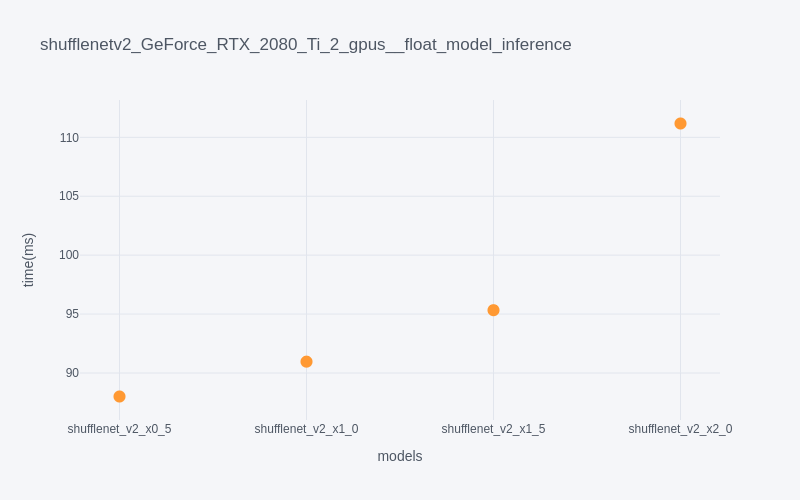 shufflenetv2_GeForce_RTX_2080_Ti_2_gpus__float_model_inference
110
105
100
95
90
time(ms)
shufflenet_v2_x0_5 shufflenet_v2_x1_0 shufflenet_v2_x1_5 shufflenet_v2_x2_0
models